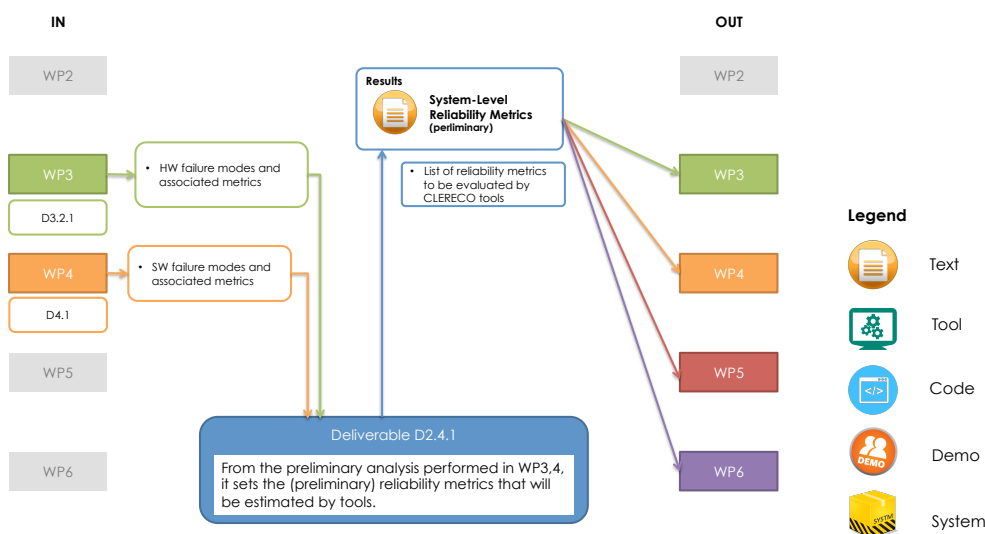 IN
OUT
WP2
Results
System-Level
Reliability Metrics
(perliminary)
WP2
WP3
• HW failure modes and
associated metrics
• List of reliability metrics
to be evaluated by
CLERECO tools
WP3
D3.2.1
WP4
• SW failure modes and
associated metrics
WP4
D4.1
WP5
WP5
Deliverable D2.4.1
From the preliminary analysis performed in WP3,4,
it sets the (preliminary) reliability metrics that will
be estimated by tools.
WP6
WP6
Legend
Text
Tool
</>
Code
DEMO
Demo
SYSTM
System